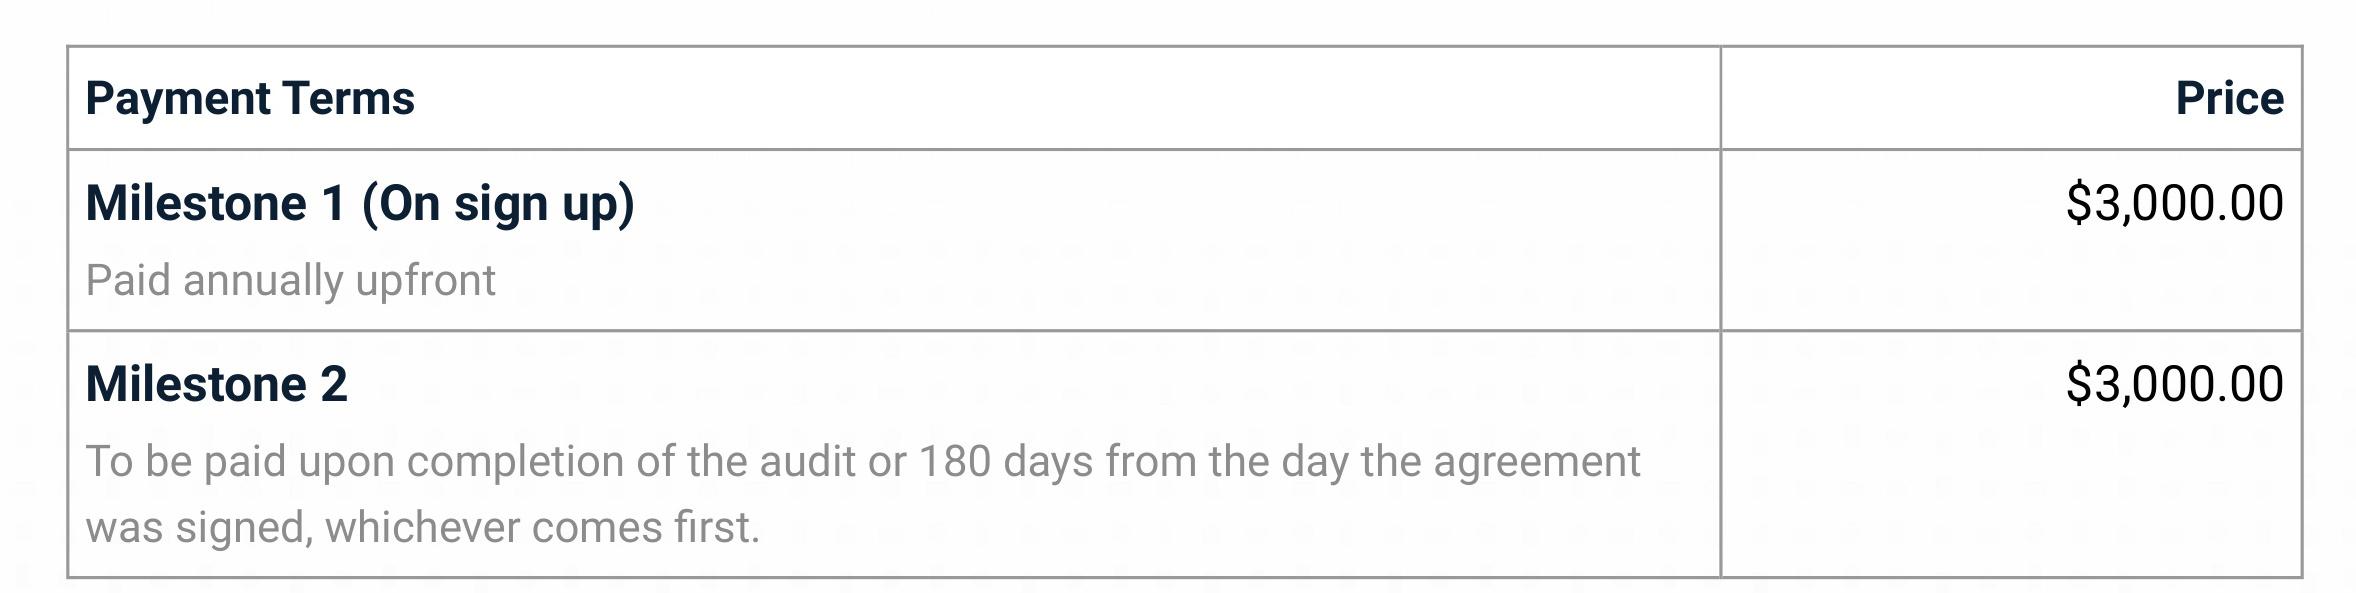 Payment Terms
Price
Milestone 1 (On sign up)
$3,000.00
Paid annually upfront
Milestone 2
$3,000.00
To be paid upon completion of the audit or 180 days from the day the agreement
was signed, whichever comes first.